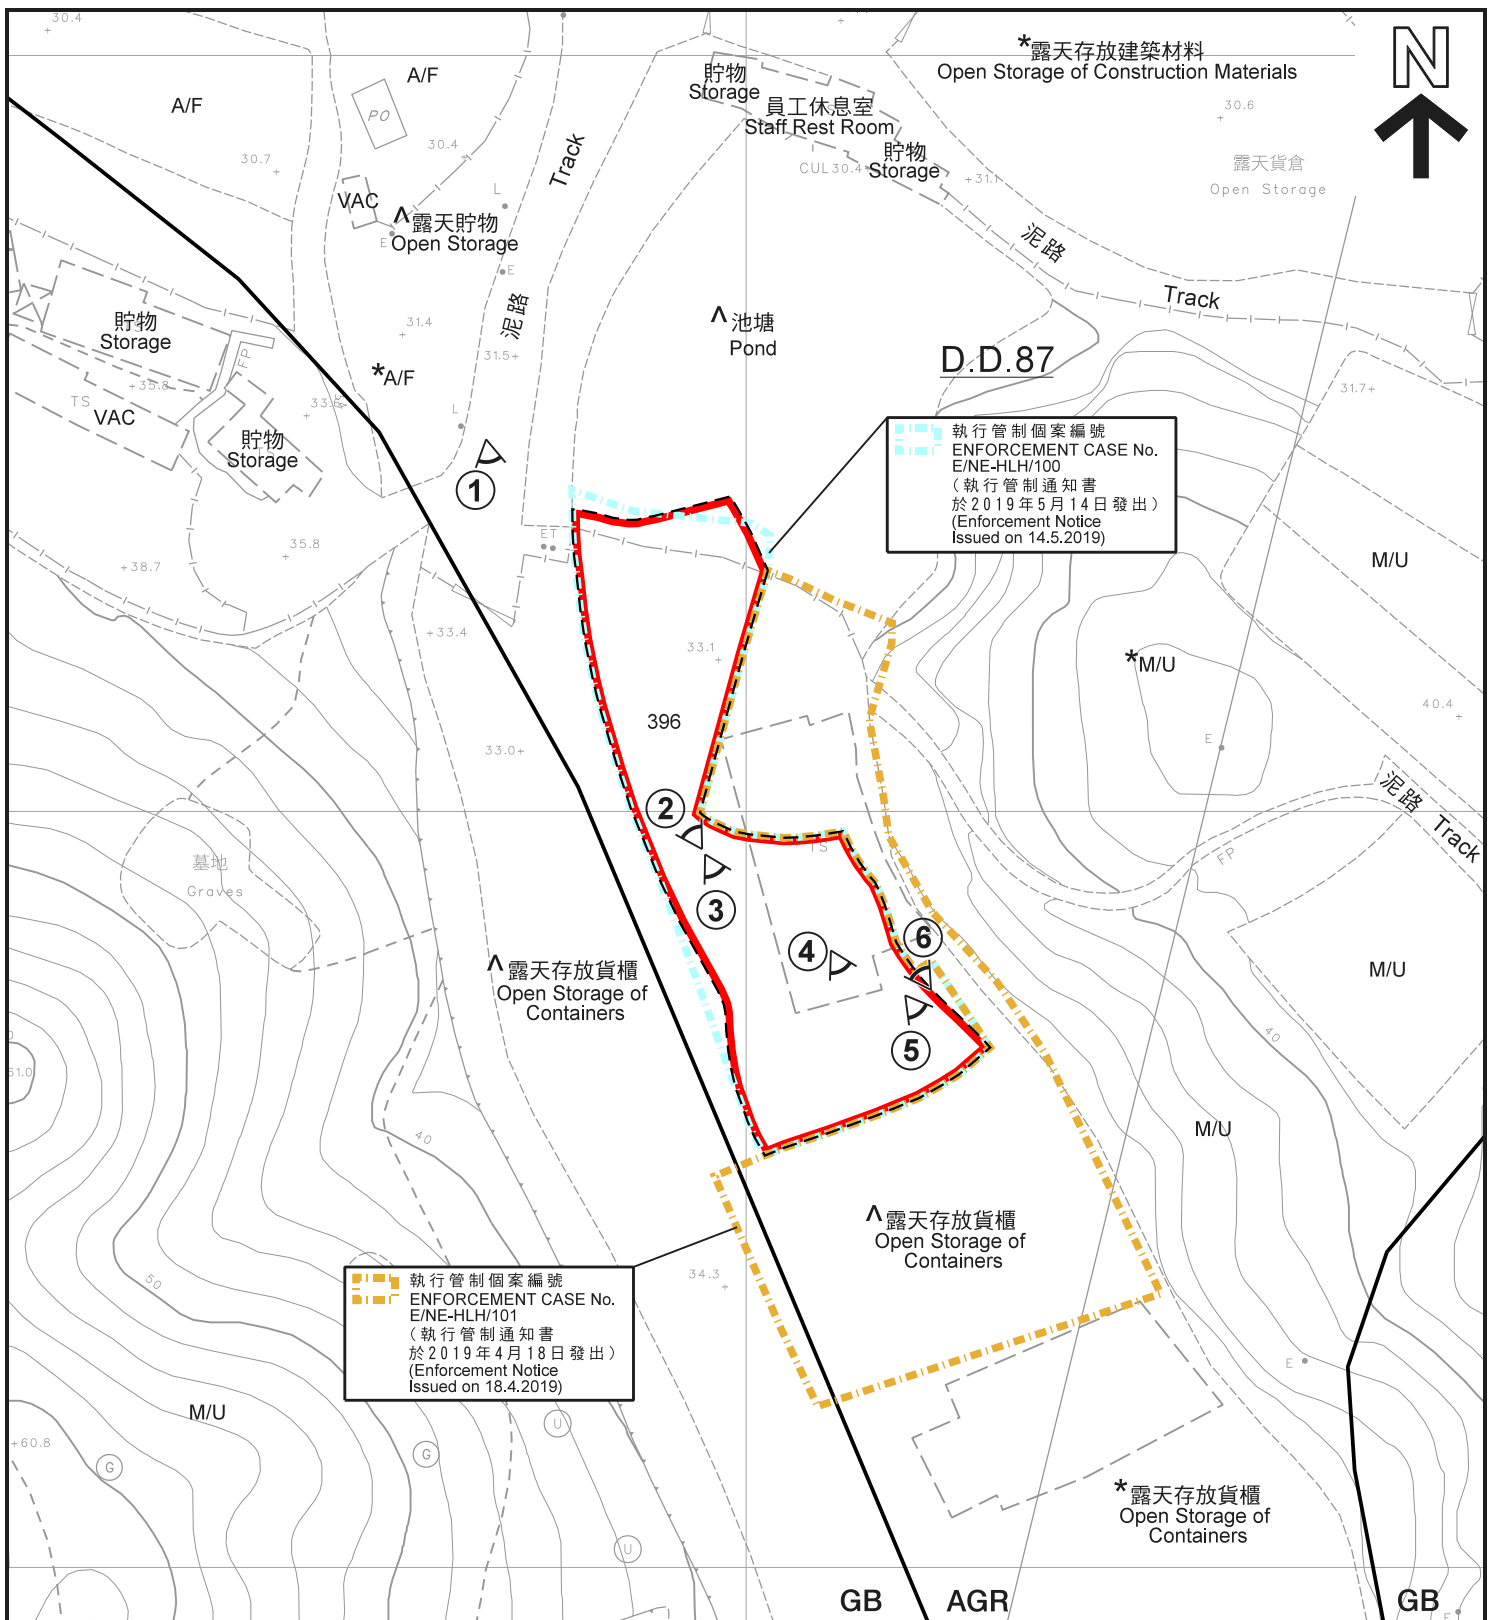 30.4
N
*露天存放建築材料
Open Storage of Construction Materials
A/F
A/F
PO
貯物
Storage
員工休息室
Staff Rest Room
貯物
Storage
CUL30.4
30.6
30.7
30.4
+31.1
露天貨倉
Open Storage
Track
VAC
L
^露天貯物
Open Storage
E
E
泥路
Track
泥路
貯物
Storage
31.4
31.5+
^池塘
Pond
D.D.87
FP
*A/F
+35.8
TS
VAC
33.6
31.7+
貯物
Storage
L
1
執行管制個案編號
ENFORCEMENT CASE No.
E/NE-HLH/100
(執行管制通知書
於2019年5月14日發出)
(Enforcement Notice
Issued on 14.5.2019)
ET
35.8
+38.7
M/U
+33.4
33.1
*M/U
396
40.4
33.0+
E
2
泥路
Track
TS
FP
墓地
Graves
3
4
6
5
^露天存放貨櫃
Open Storage of
Containers
M/U
40
61.0
40
M/U
^露天存放貨櫃
Open Storage of
Containers
34.3
50
執行管制個案編號
ENFORCEMENT CASE No.
E/NE-HLH/101
(執行管制通知書
於2019年4月18日發出)
(Enforcement Notice
Issued on 18.4.2019)
E
M/U
+60.8
G
G
U
U
*露天存放貨櫃
Open Storage of
Containers
GB
AGR
GB
E